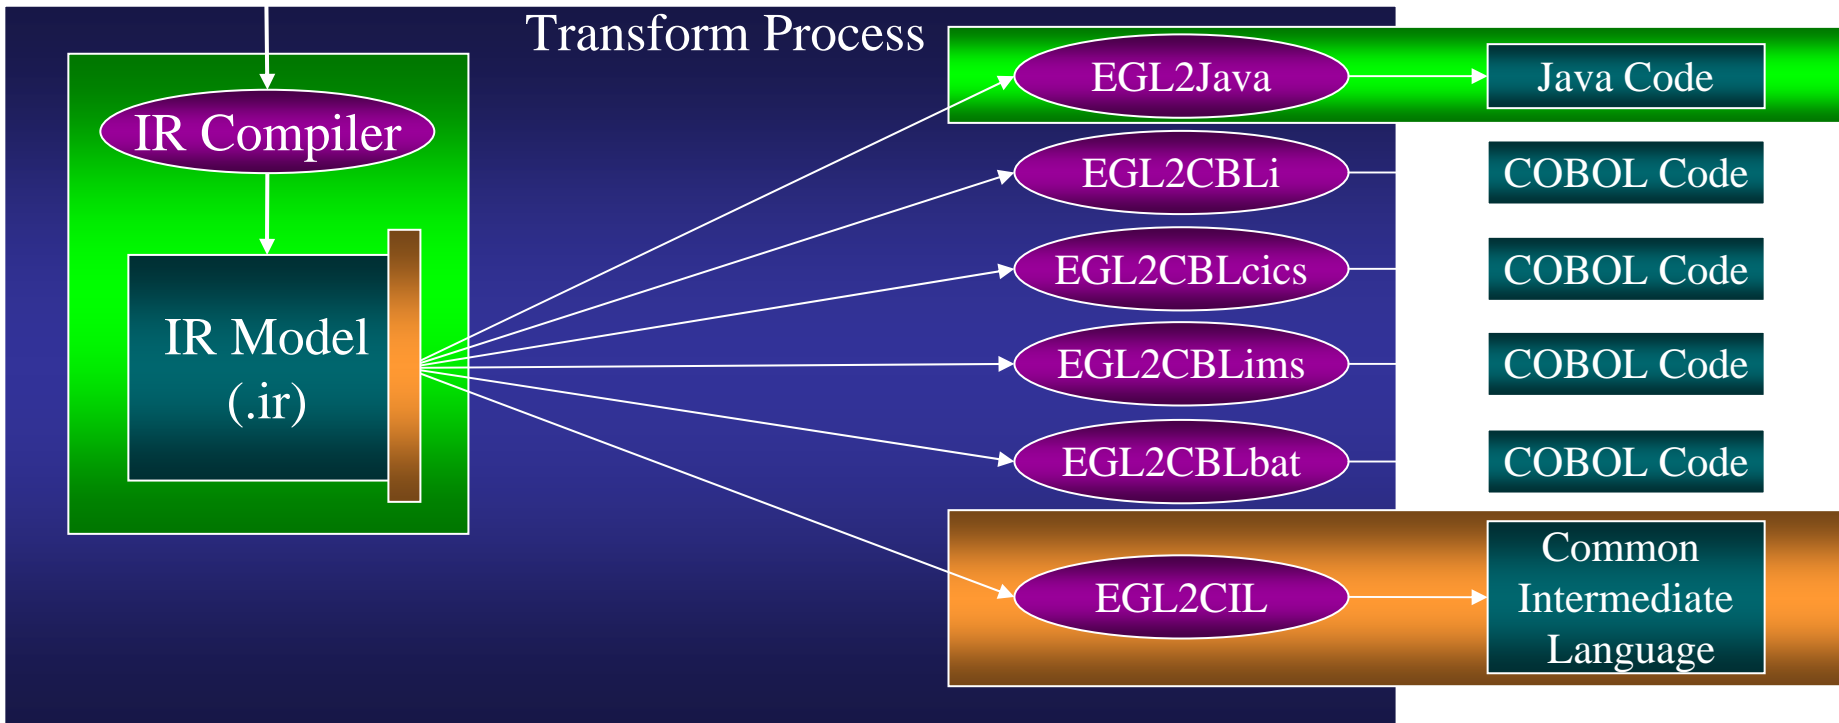 Transform Process
IR Compiler
IR Model
(.ir)
EGL2Java
Java Code
EGL2CBLi
COBOL Code
EGL2CBLcics
COBOL Code
EGL2CBLims
COBOL Code
EGL2CBLbat
COBOL Code
EGL2CIL
Common
Intermediate
Language